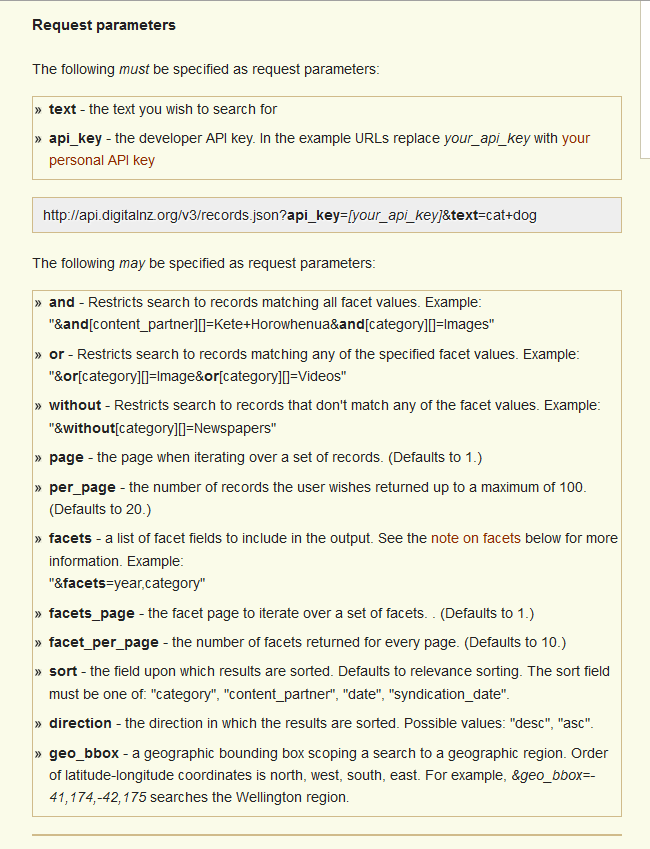 Request parameters
The following must be specified as request parameters:
» text - the text you wish to search for
» api_key - the developer API key. In the example URLs replace your_api_key with your
personal API key
http://api.digitalnz.org/v3/records.json?api_key=[your_api_key]&text=cat+dog
The following may be specified as request parameters:
» and - Restricts search to records matching all facet values. Example:
"&and[content_partner][]=Kete+Horowhenua&and[category][]=Images"
» or - Restricts search to records matching any of the specified facet values. Example:
"&or[category][]=Image&or[category][]=Videos"
» without - Restricts search to records that don't match any of the facet values. Example:
"&without[category][]=Newspapers"
» page - the page when iterating over a set of records. (Defaults to 1.)
» per_page - the number of records the user wishes returned up to a maximum of 100.
(Defaults to 20.)
» facets - a list of facet fields to include in the output. See the note on facets below for more
information. Example:
"&facets=year,category"
» facets_page - the facet page to iterate over a set of facets. . (Defaults to 1.)
» facet_per_page - the number of facets returned for every page. (Defaults to 10.)
» sort - the field upon which results are sorted. Defaults to relevance sorting. The sort field
must be one of: "category", "content_partner", "date", "syndication_date".
» direction - the direction in which the results are sorted. Possible values: "desc", "asc".
» geo_bbox - a geographic bounding box scoping a search to a geographic region. Order
of latitude-longitude coordinates is north, west, south, east. For example, &geo_bbox=-
41,174,-42,175 searches the Wellington region.